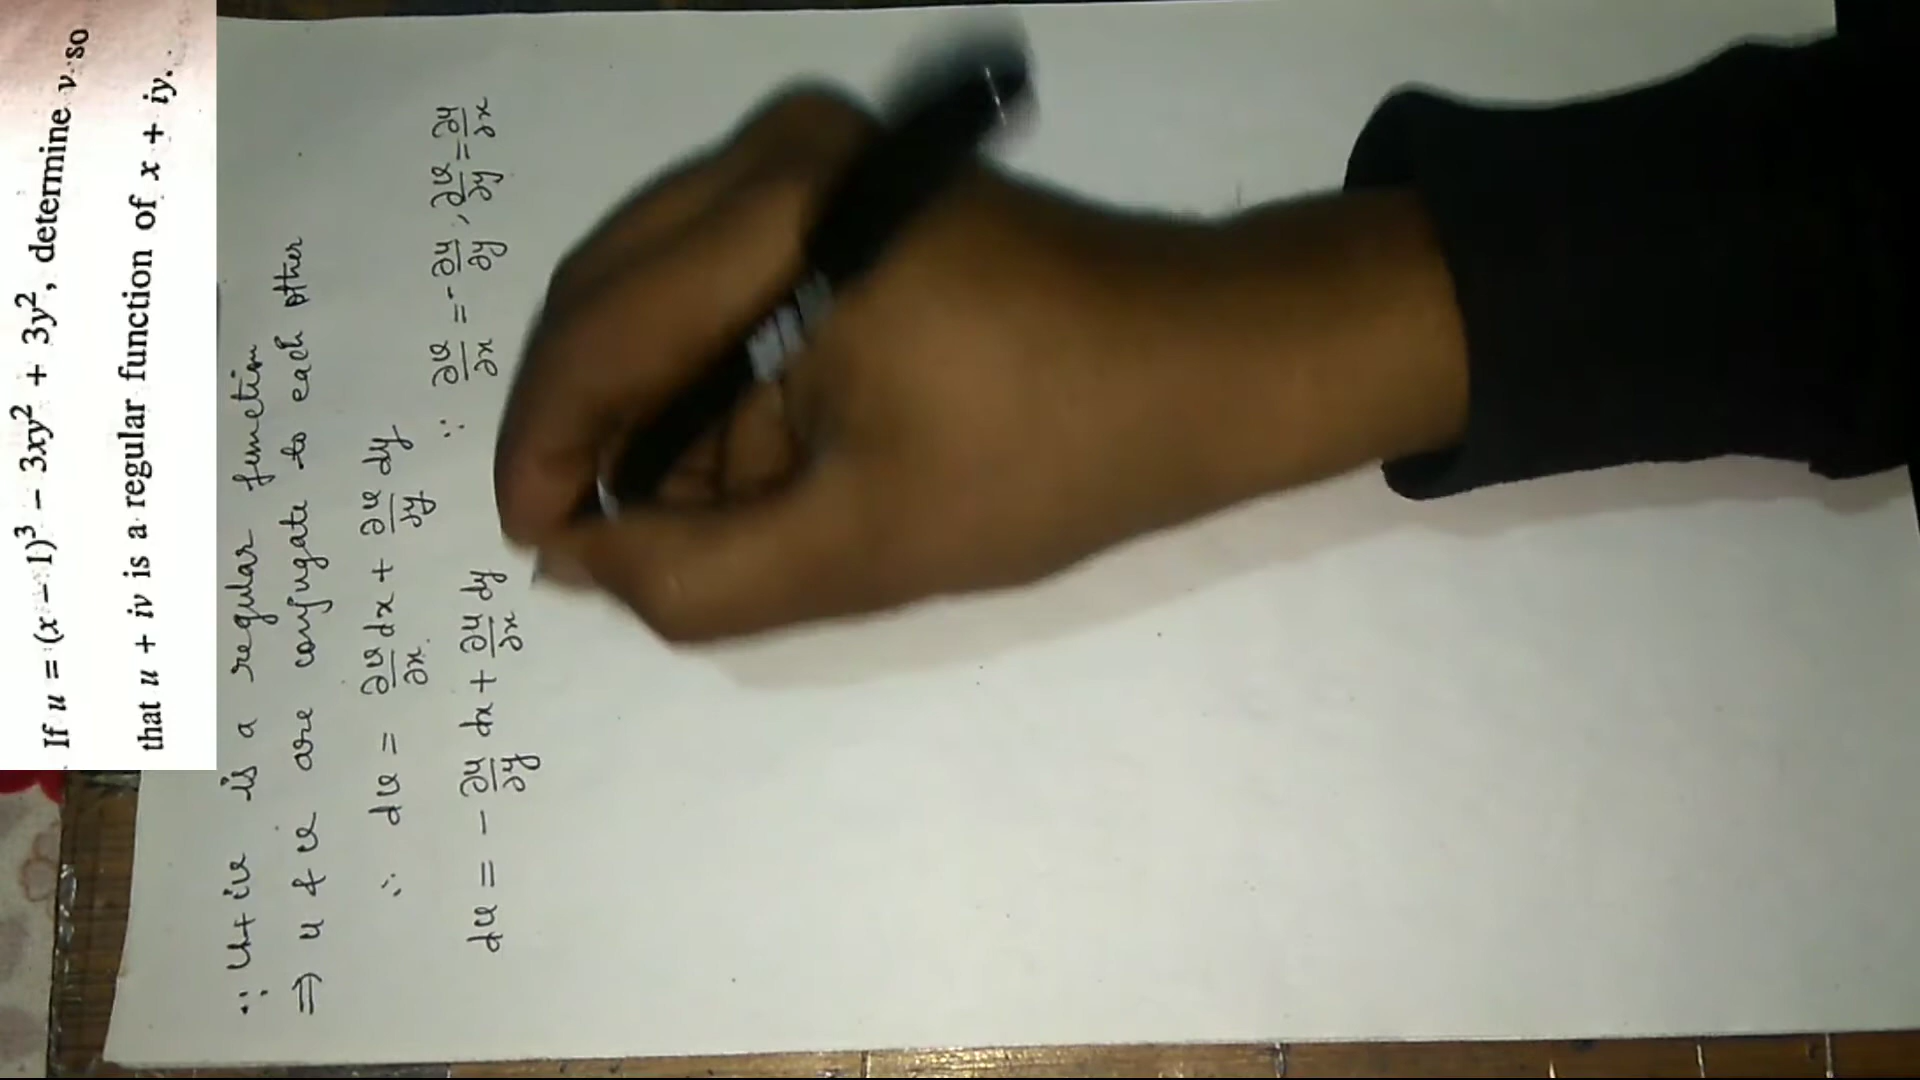 If u = (x – 1)³ – 3xy² + 3y², determine v so
that u + iv is a regular function of x + iy.
∵ u+iv is a regular function
⇒ u & v are conjugate to each other
∴ dv = ∂v/∂x dx + ∂v/∂y dy
∵ ∂v/∂x = -∂u/∂y, ∂v/∂y = ∂u/∂x
dv = - ∂u/∂y dx + ∂u/∂x dy